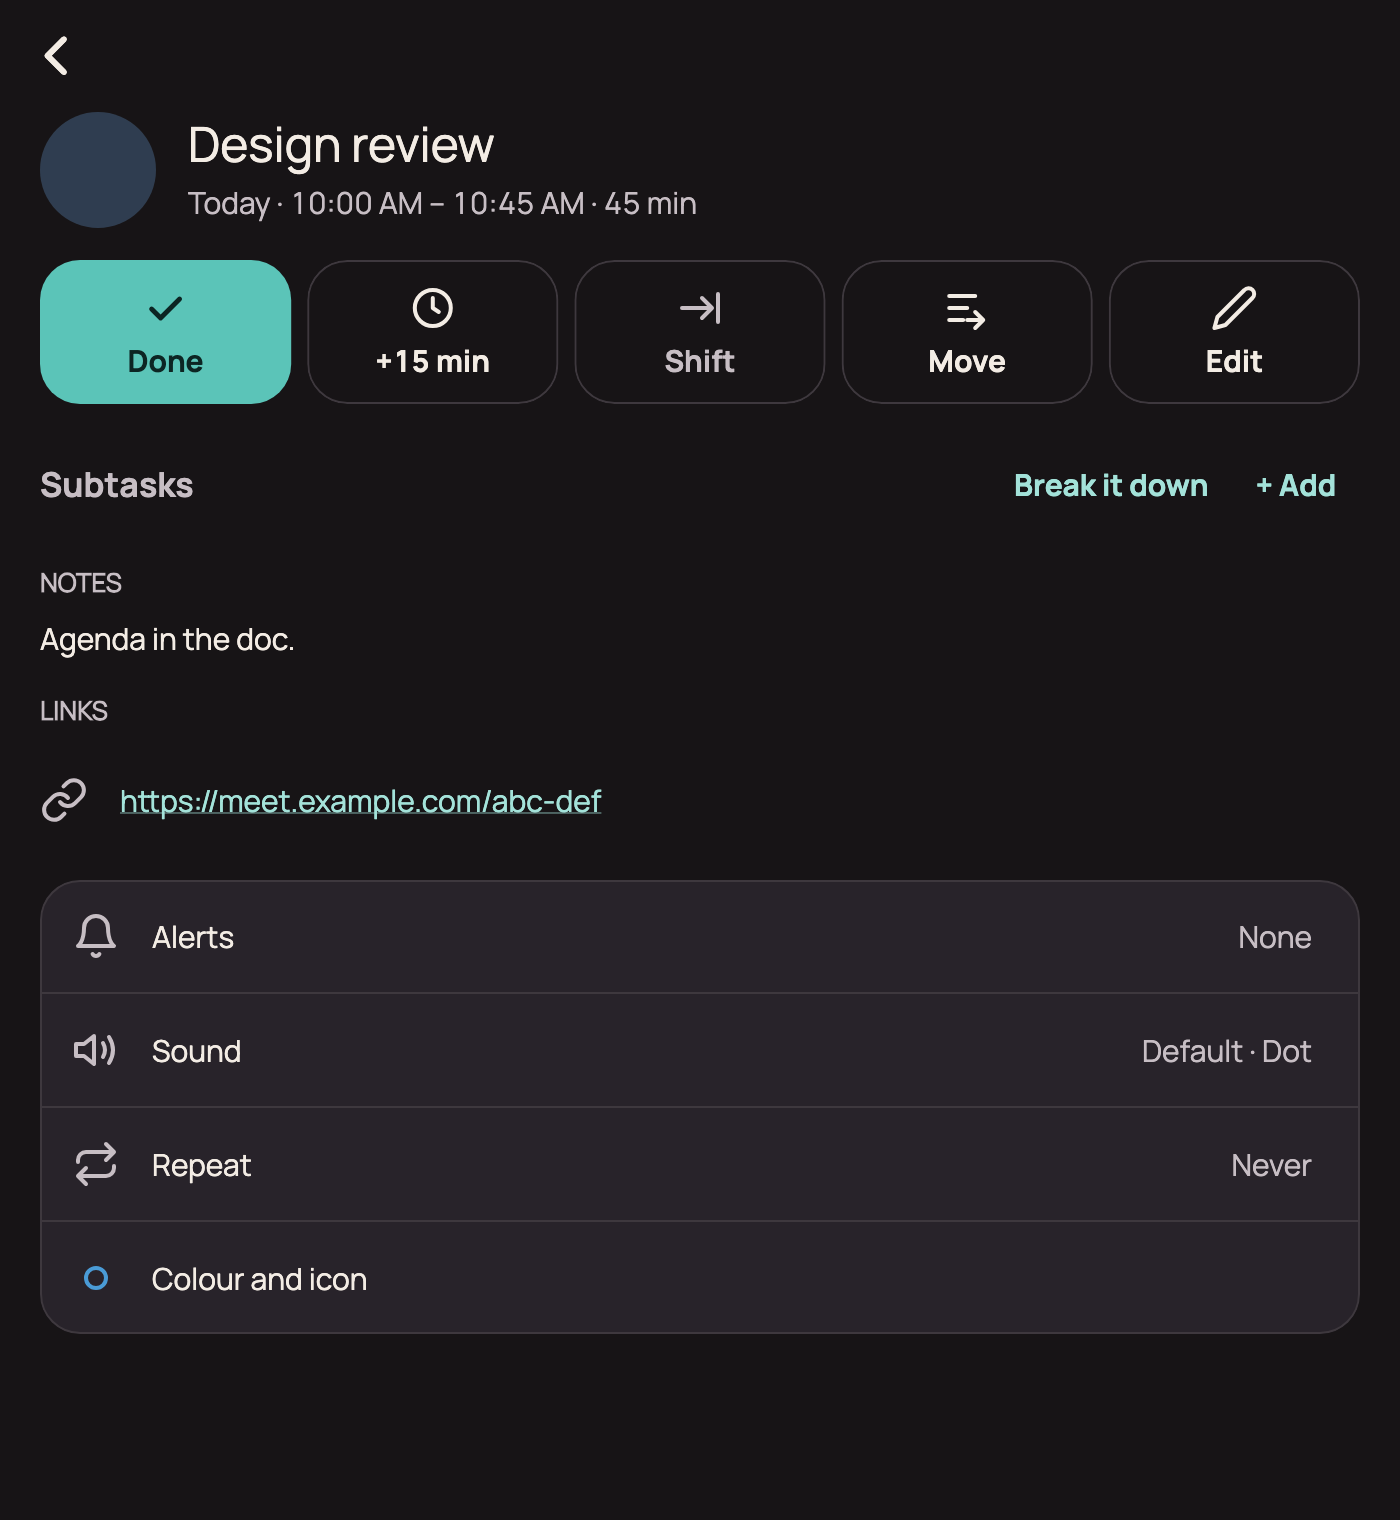 Design review
Today · 10:00 AM – 10:45 AM · 45 min
Done
+15 min
Shift
Move
Edit
Subtasks
Break it down
+ Add
NOTES
Agenda in the doc.
LINKS
https://meet.example.com/abc-def
Alerts
None
Sound
Default · Dot
Repeat
Never
Colour and icon